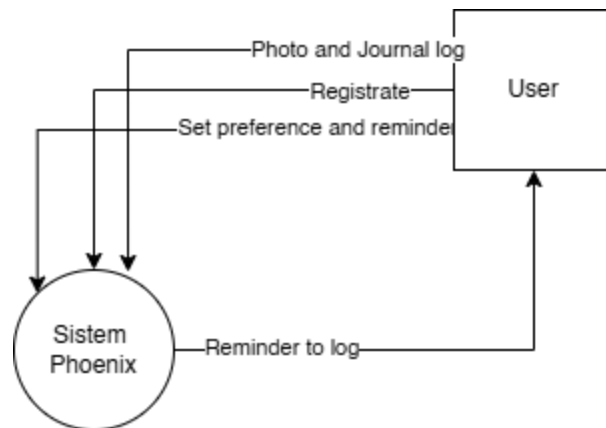 Photo and Journal log
Registrate
User
Set preference and reminder
Sistem
Phoenix
Reminder to log